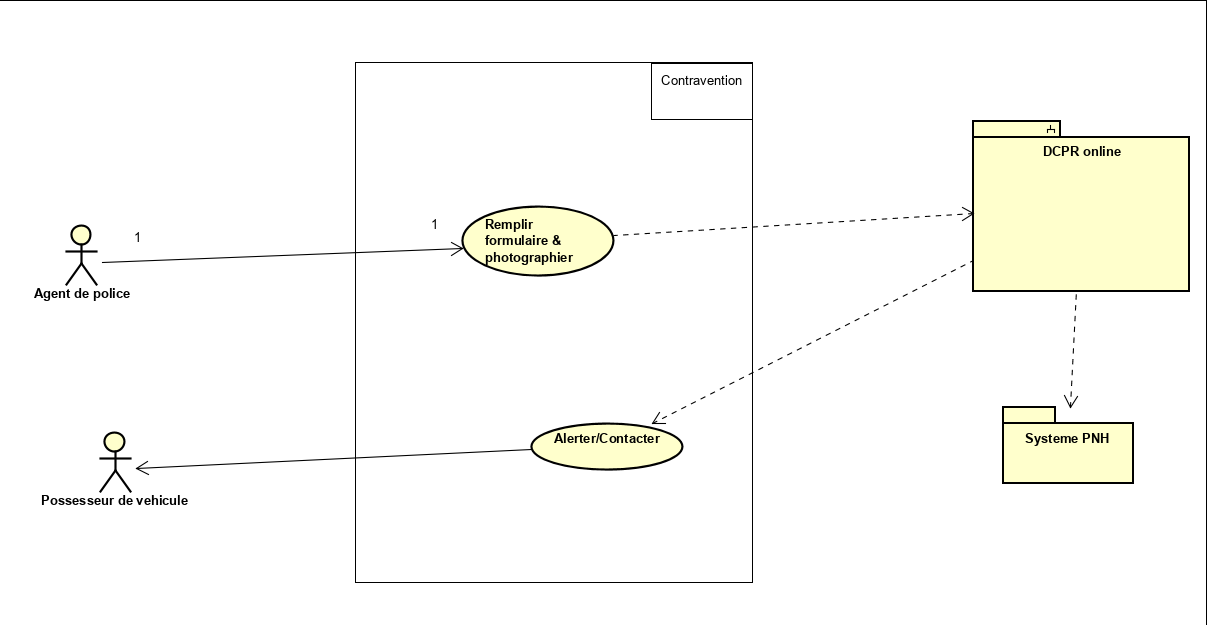 Contravention
DCPR online
1
1
Remplir
formulaire &
photographier
Agent de police
Alerter/Contacter
Systeme PNH
Possesseur de vehicule